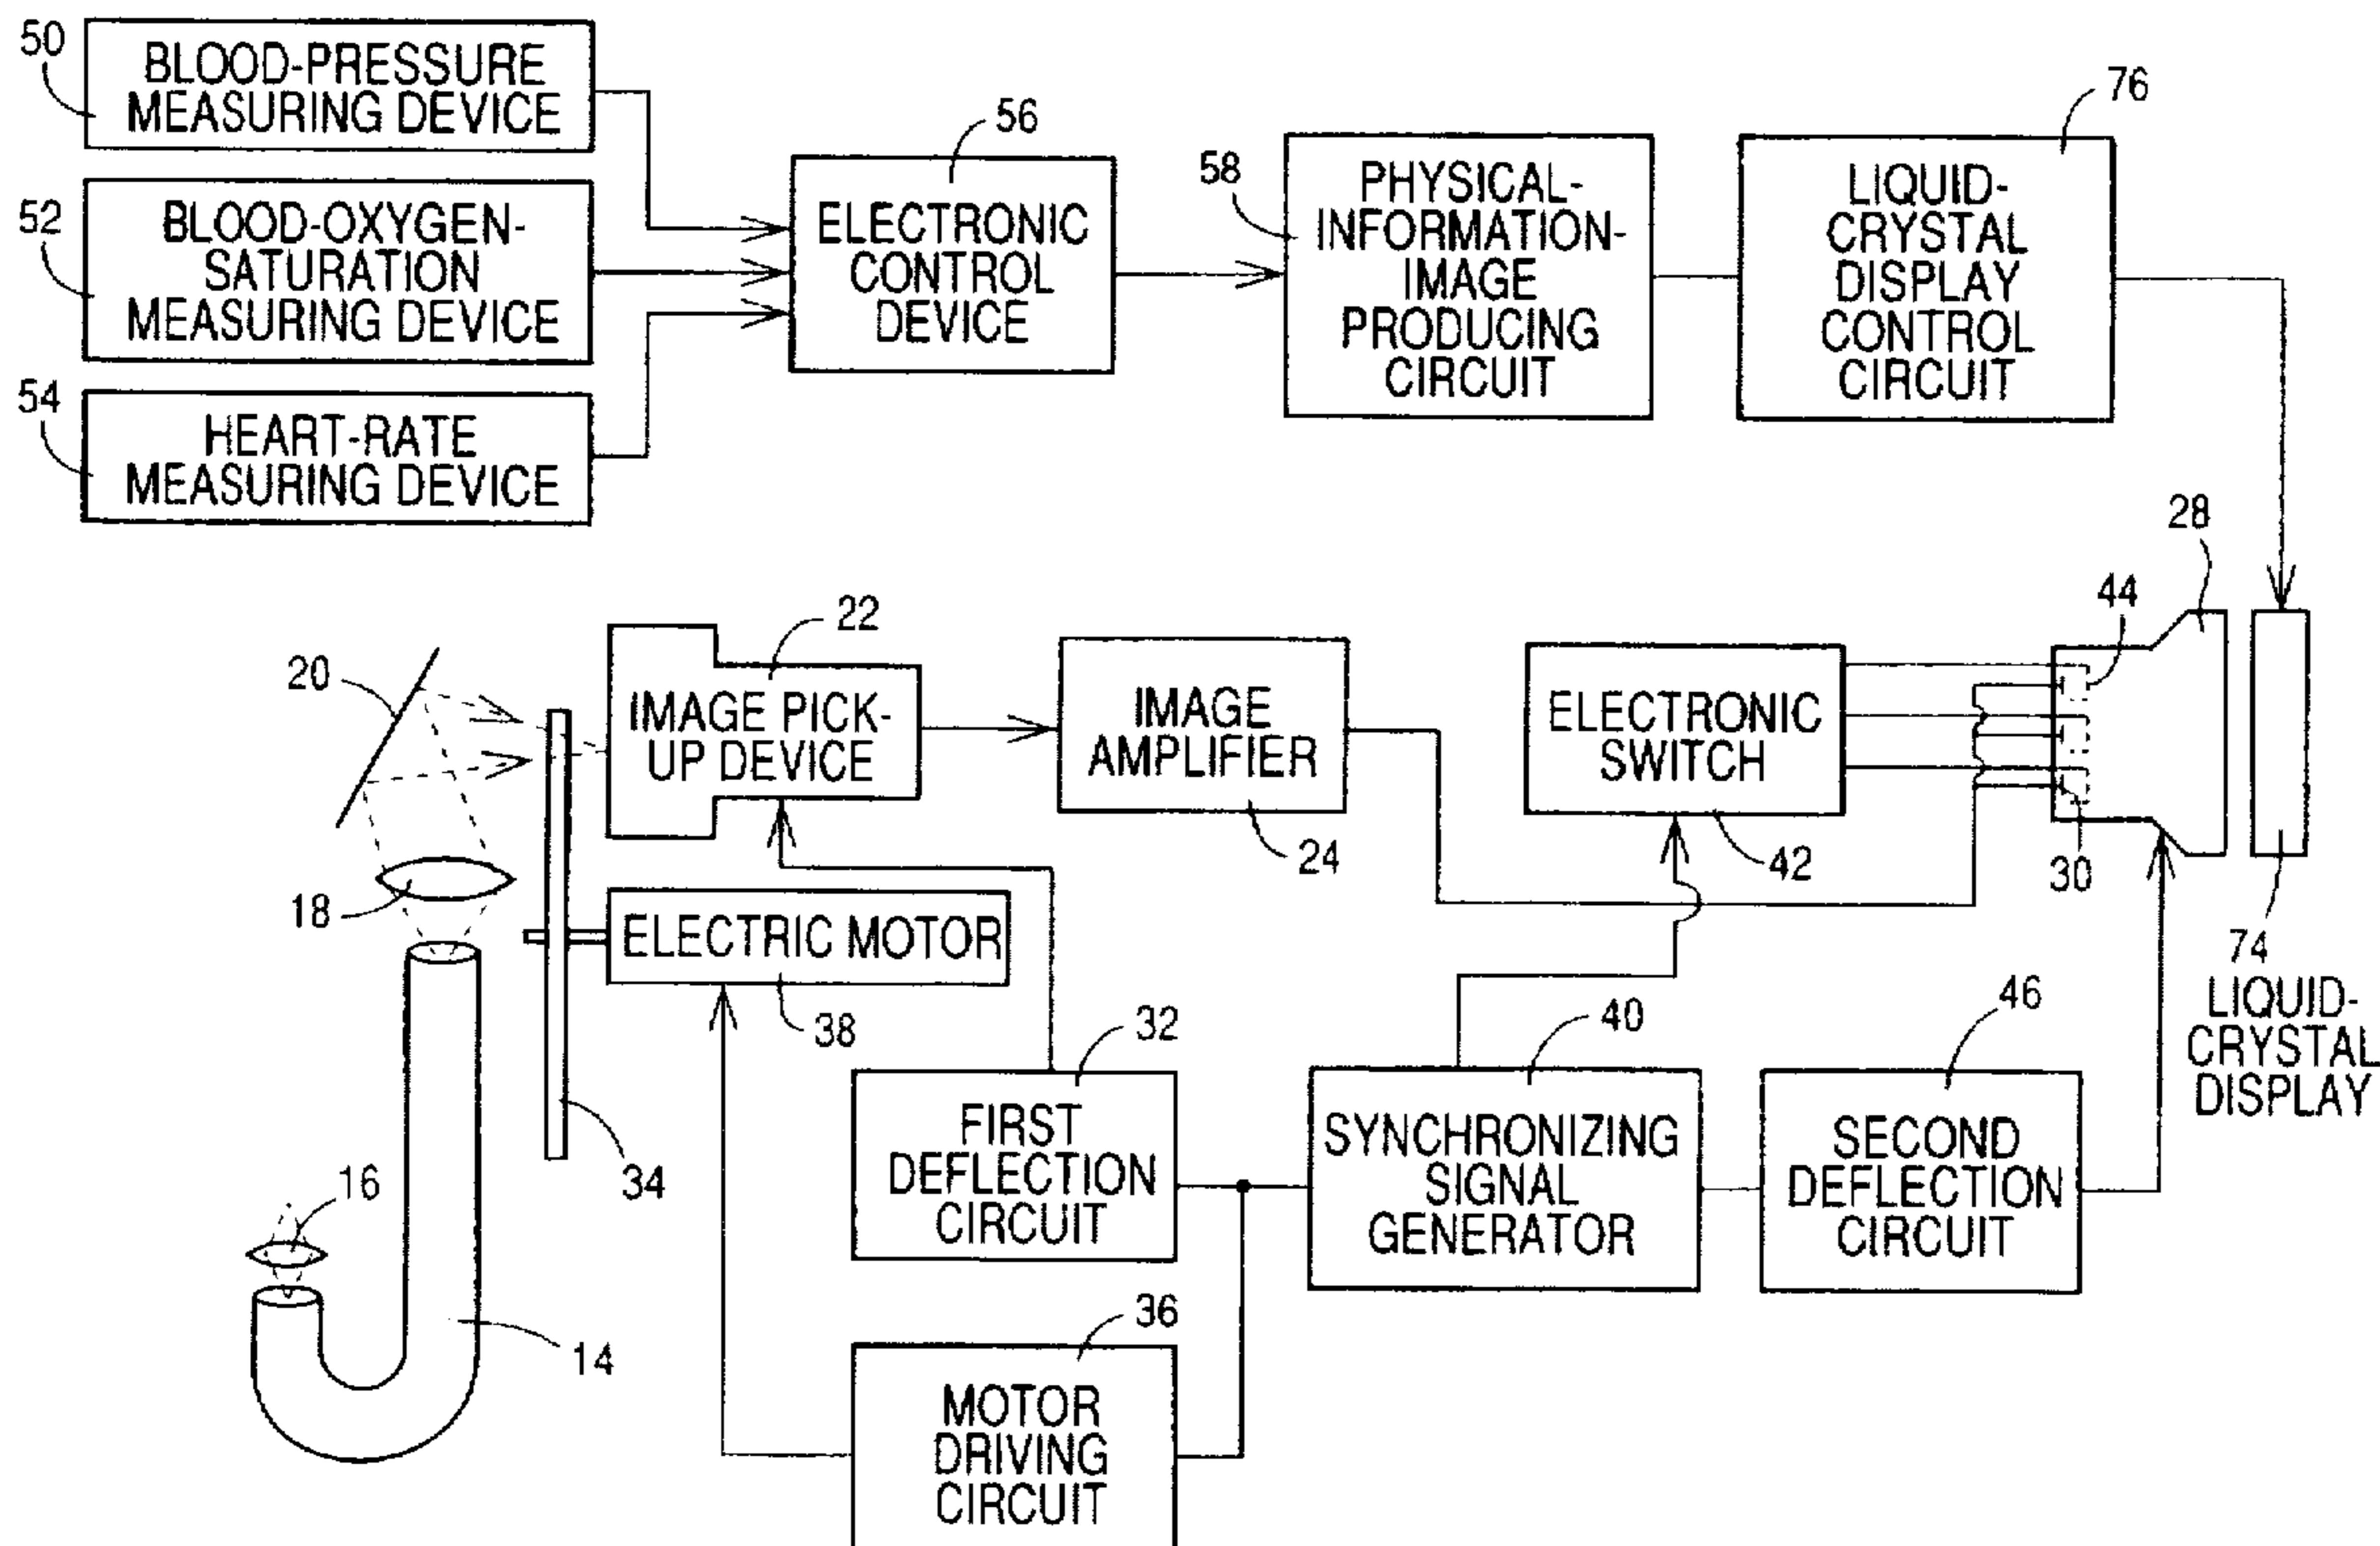 50
BLOOD-PRESSURE
MEASURING DEVICE
52
BLOOD-OXYGEN-
SATURATION
MEASURING DEVICE
54
HEART-RATE
MEASURING DEVICE
56
ELECTRONIC
CONTROL
DEVICE
58
PHYSICAL-
INFORMATION-
IMAGE
PRODUCING
CIRCUIT
76
LIQUID-
CRYSTAL
DISPLAY
CONTROL
CIRCUIT
20
22
IMAGE PICK-
UP DEVICE
IMAGE
AMPLIFIER
24
ELECTRONIC
SWITCH
42
44
28
30
74
LIQUID-
CRYSTAL
DISPLAY
18
ELECTRIC MOTOR
38
34
16
14
32
FIRST
DEFLECTION
CIRCUIT
40
SYNCHRONIZING
SIGNAL
GENERATOR
46
SECOND
DEFLECTION
CIRCUIT
36
MOTOR
DRIVING
CIRCUIT